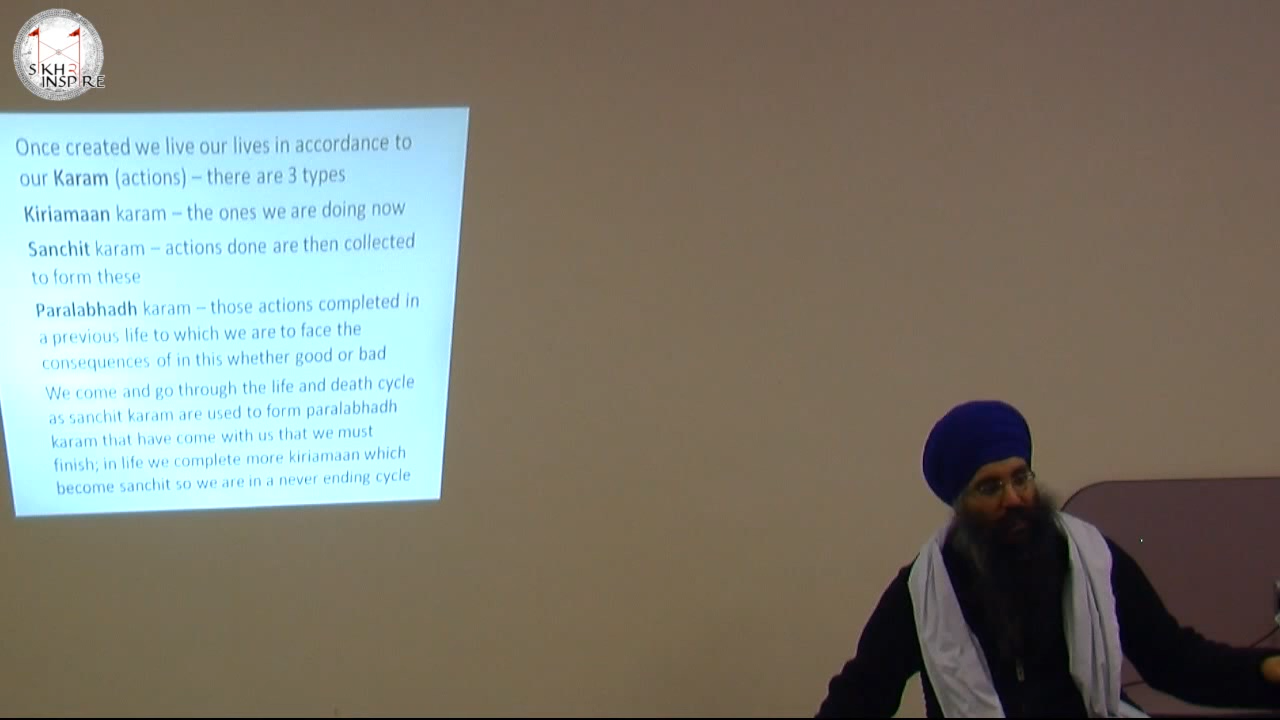 SKH2
INSPIRE
Once created we live our lives in accordance to
our Karam (actions) – there are 3 types
Kiriamaan karam – the ones we are doing now
Sanchit karam – actions done are then collected
to form these
Paralabhadh karam – those actions completed in
a previous life to which we are to face the
consequences of in this whether good or bad
We come and go through the life and death cycle
as sanchit karam are used to form paralabhadh
karam that have come with us that we must
finish; in life we complete more kiriamaan which
become sanchit so we are in a never ending cycle